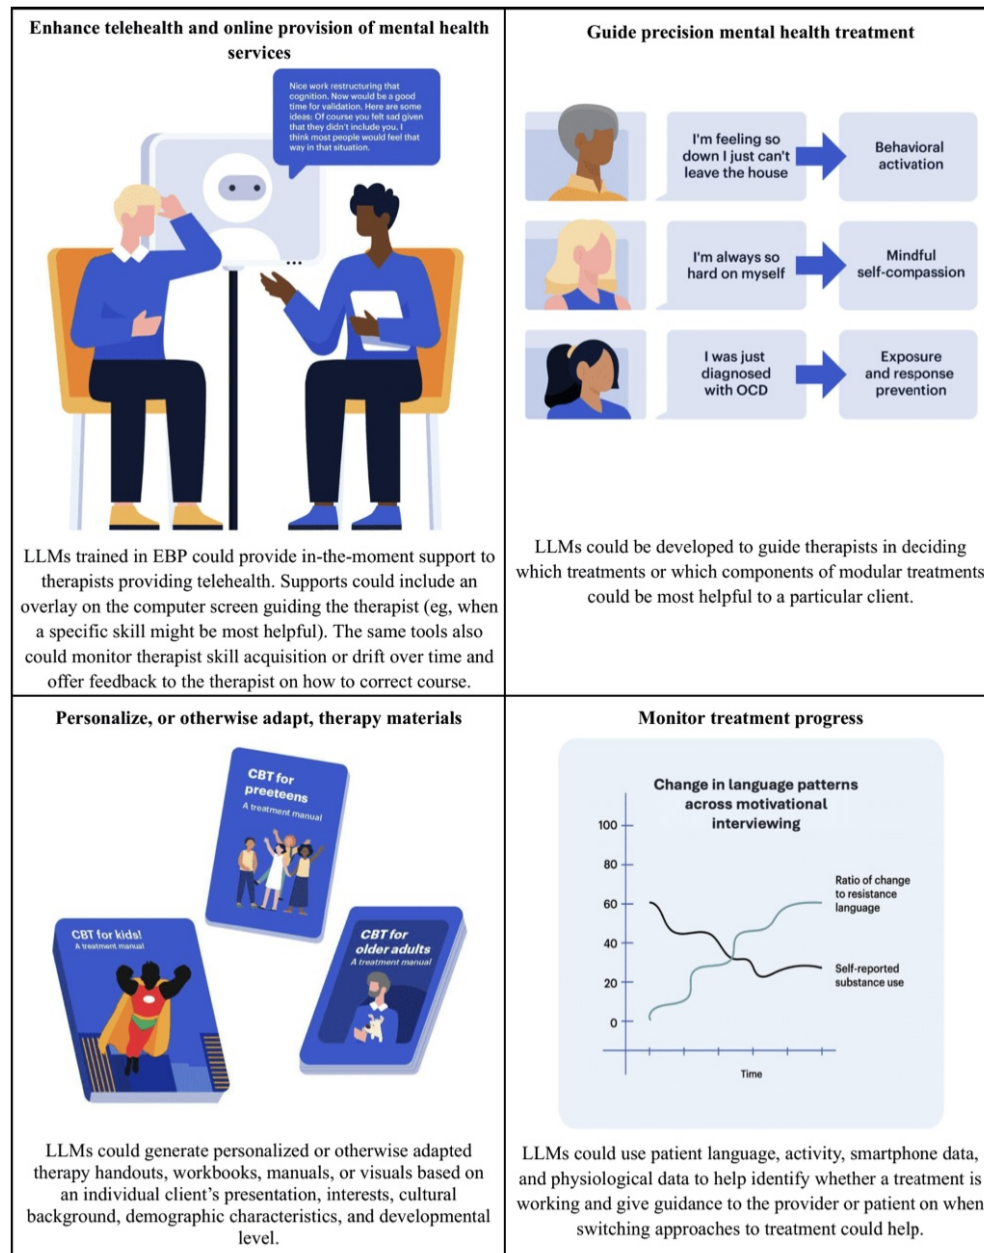 Enhance telehealth and online provision of mental health
services
Nice work restructuring that
cognition. Now would be a good
time for validation. Here are some
ideas: Of course you felt sad given
that they didn't include you. I
think most people would feel that
way in that situation.
LLMs trained in EBP could provide in-the-moment support to
therapists providing telehealth. Supports could include an
overlay on the computer screen guiding the therapist (eg, when
a specific skill might be most helpful). The same tools also
could monitor therapist skill acquisition or drift over time and
offer feedback to the therapist on how to correct course.
Guide precision mental health treatment
I'm feeling so
down I just can't
leave the house
Behavioral
activation
I'm always so
hard on myself
Mindful
self-compassion
I was just
diagnosed
with OCD
Exposure
and response
prevention
LLMs could be developed to guide therapists in deciding
which treatments or which components of modular treatments
could be most helpful to a particular client.
Personalize, or otherwise adapt, therapy materials
CBT for
preeteens
A treatment manual
CBT for kids!
A treatment manual
CBT for
older adults
A treatment manual
LLMs could generate personalized or otherwise adapted
therapy handouts, workbooks, manuals, or visuals based on
an individual client's presentation, interests, cultural
background, demographic characteristics, and developmental
level.
Monitor treatment progress
Change in language patterns
across motivational
interviewing
100
80
60
40
20
0
Ratio of change
to resistance
language
Self-reported
substance use
Time
LLMs could use patient language, activity, smartphone data,
and physiological data to help identify whether a treatment is
working and give guidance to the provider or patient on when
switching approaches to treatment could help.